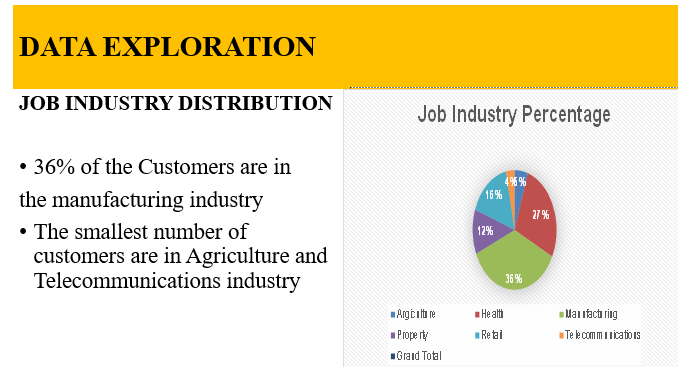 DATA EXPLORATION
JOB INDUSTRY DISTRIBUTION
• 36% of the Customers are in
the manufacturing industry
• The smallest number of
customers are in Agriculture and
Telecommunications industry
Job Industry Percentage
4%
5%
27%
36%
12%
16%
Argiculture
Health
Manufacturing
Property
Retail
Telecommunications
Grand Total